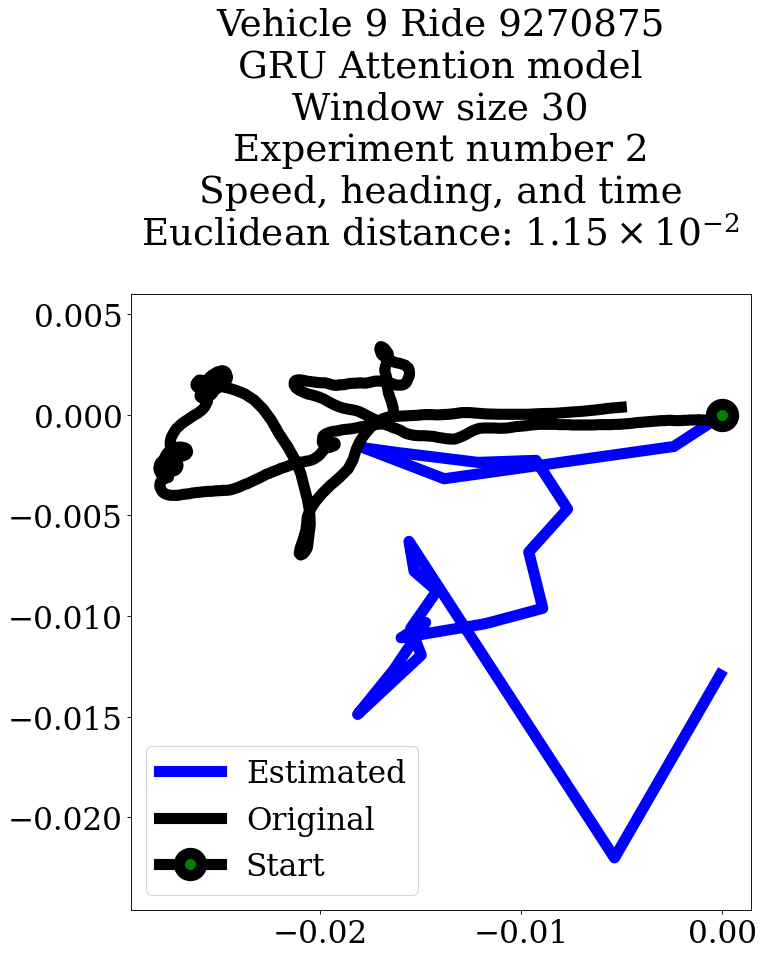 Vehicle 9 Ride 9270875
GRU Attention model
Window size 30
Experiment number 2
Speed, heading, and time
Euclidean distance: 1.15 × 10⁻²
0.005
0.000
−0.005
−0.010
−0.015
−0.020
Estimated
Original
Start
−0.02
−0.01
0.00